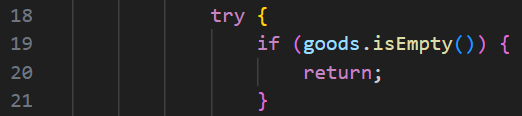 18 try {
19 if (goods.isEmpty()) {
20 return;
21 }